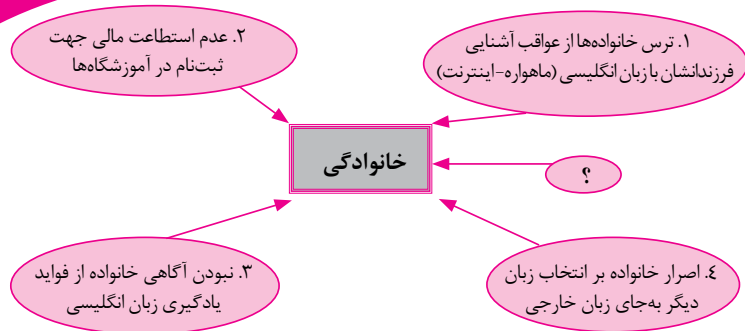 ۱. ترس خانواده‌ها از عواقب آشنایی
فرزندانشان با زبان انگلیسی (ماهواره-اینترنت)
۲. عدم استطاعت مالی جهت
ثبت‌نام در آموزشگاه‌ها
خانوادگی
؟
۳. نبودن آگاهی خانواده از فواید
یادگیری زبان انگلیسی
٤. اصرار خانواده بر انتخاب زبان
دیگر به‌جای زبان خارجی